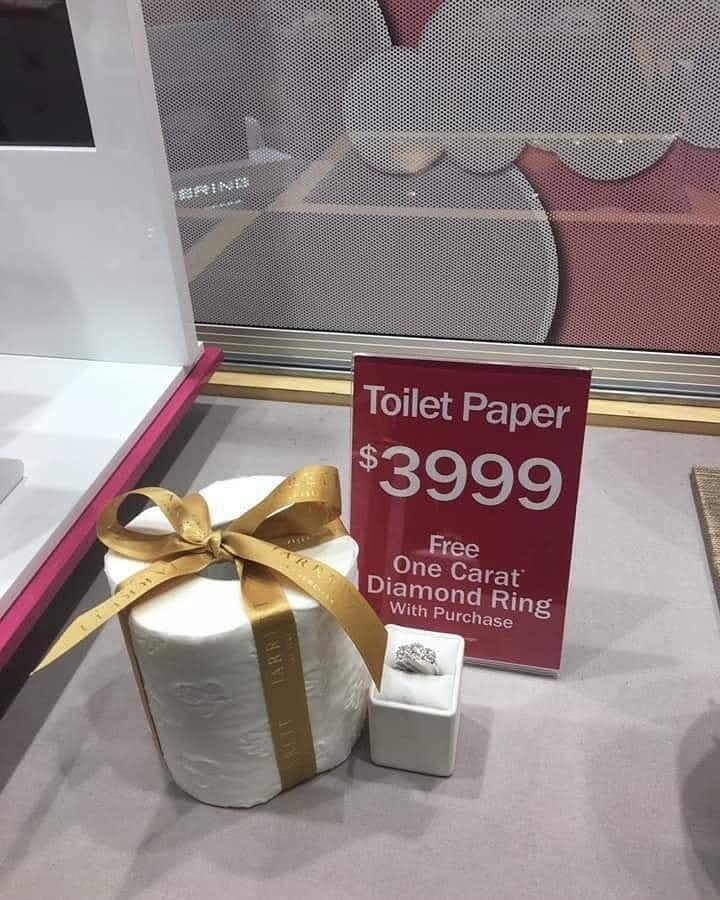 Toilet Paper
$3999
Free
One Carat*
Diamond Ring
With Purchase